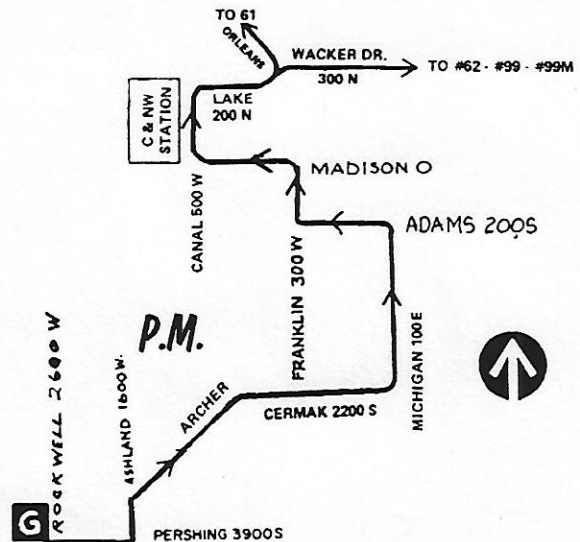 TO 61
ORLEANS
WACKER DR.
300 N
TO #62 - #99 - #99M
LAKE
200 N
C & NW
STATION
MADISON O
CANAL 500 W
ADAMS 200S
FRANKLIN 300 W
P.M.
MICHIGAN 100E
ROCKWELL 2600 W
ASHLAND 1600 W.
ARCHER
CERMAK 2200 S
G
PERSHING 3900S